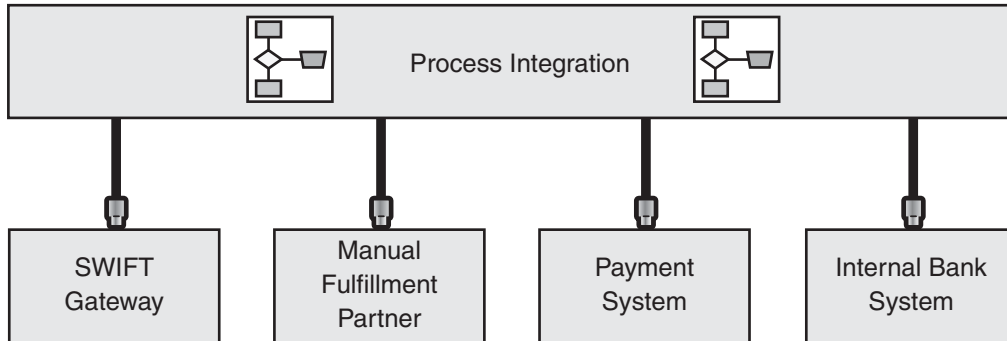 Process Integration
SWIFT
Gateway
Manual
Fulfillment
Partner
Payment
System
Internal Bank
System